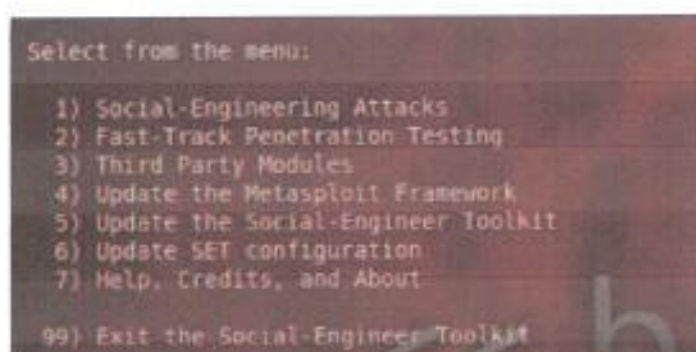 Select from the menu:
1) Social-Engineering Attacks
2) Fast-Track Penetration Testing
3) Third Party Modules
4) Update the Metasploit Framework
5) Update the Social-Engineer Toolkit
6) Update SET configuration
7) Help, Credits, and About
99) Exit the Social-Engineer Toolkit
b